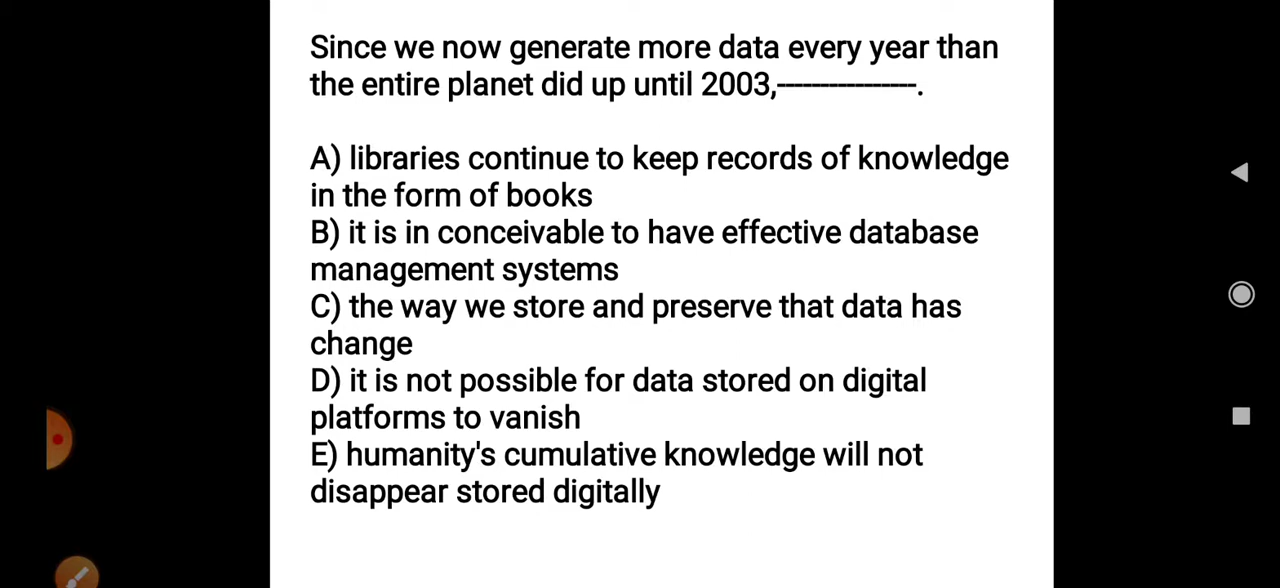 Since we now generate more data every year than
the entire planet did up until 2003,----------------.
A) libraries continue to keep records of knowledge
in the form of books
B) it is in conceivable to have effective database
management systems
C) the way we store and preserve that data has
change
D) it is not possible for data stored on digital
platforms to vanish
E) humanity's cumulative knowledge will not
disappear stored digitally